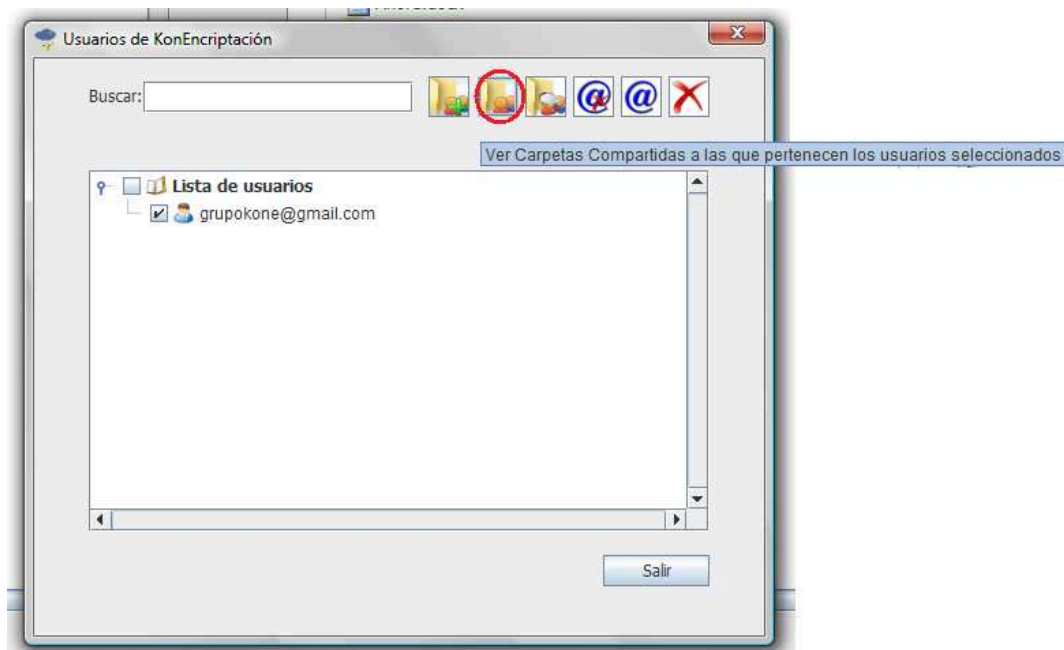 Usuarios de KonEncriptación
Buscar:
Ver Carpetas Compartidas a las que pertenecen los usuarios seleccionados
Lista de usuarios
grupokone@gmail.com
Salir